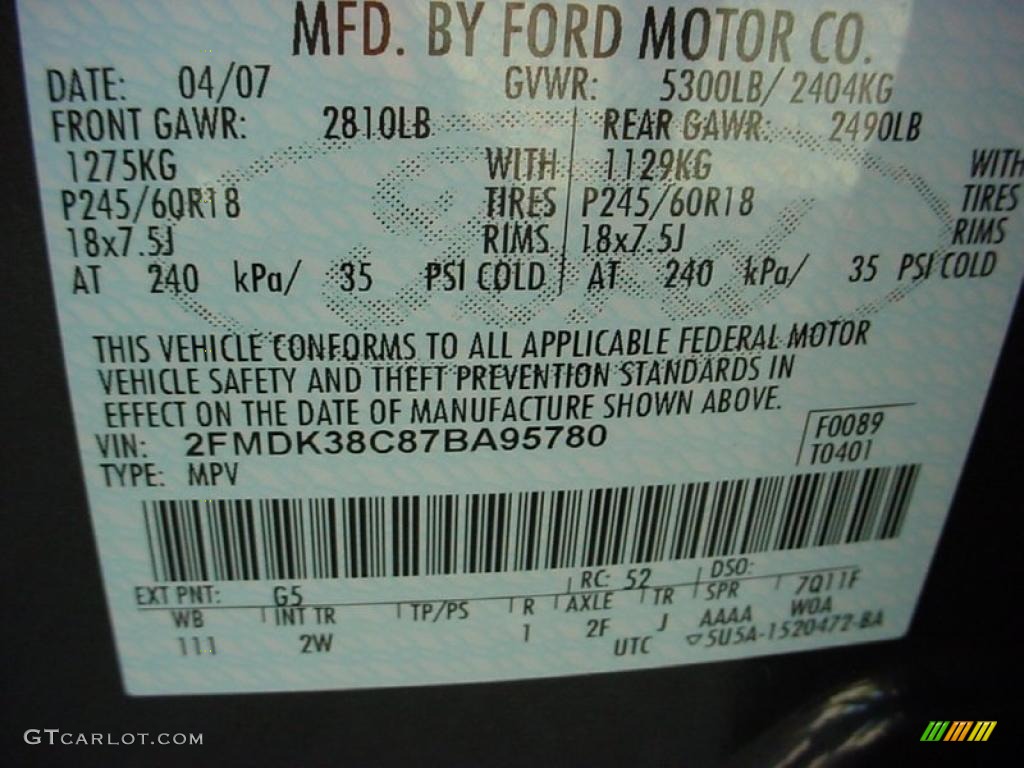 MFD. BY FORD MOTOR CO.
DATE: 04/07 GVWR: 5300LB/ 2404KG
FRONT GAWR: 2810LB REAR GAWR: 2490LB
1275KG WITH 1129KG WITH
P245/60R18 TIRES P245/60R18 TIRES
18x7.5J RIMS 18x7.5J RIMS
AT 240 kPa/ 35 PSI COLD AT 240 kPa/ 35 PSI COLD
THIS VEHICLE CONFORMS TO ALL APPLICABLE FEDERAL MOTOR
VEHICLE SAFETY AND THEFT PREVENTION STANDARDS IN
EFFECT ON THE DATE OF MANUFACTURE SHOWN ABOVE.
VIN: 2FMDK38C87BA95780 F0089
TYPE: MPV T0401
EXT PNT: G5 RC: 52 DSO:
WB INT TR TP/PS R AXLE TR SPR 7Q11F
111 2W 1 2F J AAAA WOA
UTC ▽5U5A-1520472-BA
GTCARLOT.COM